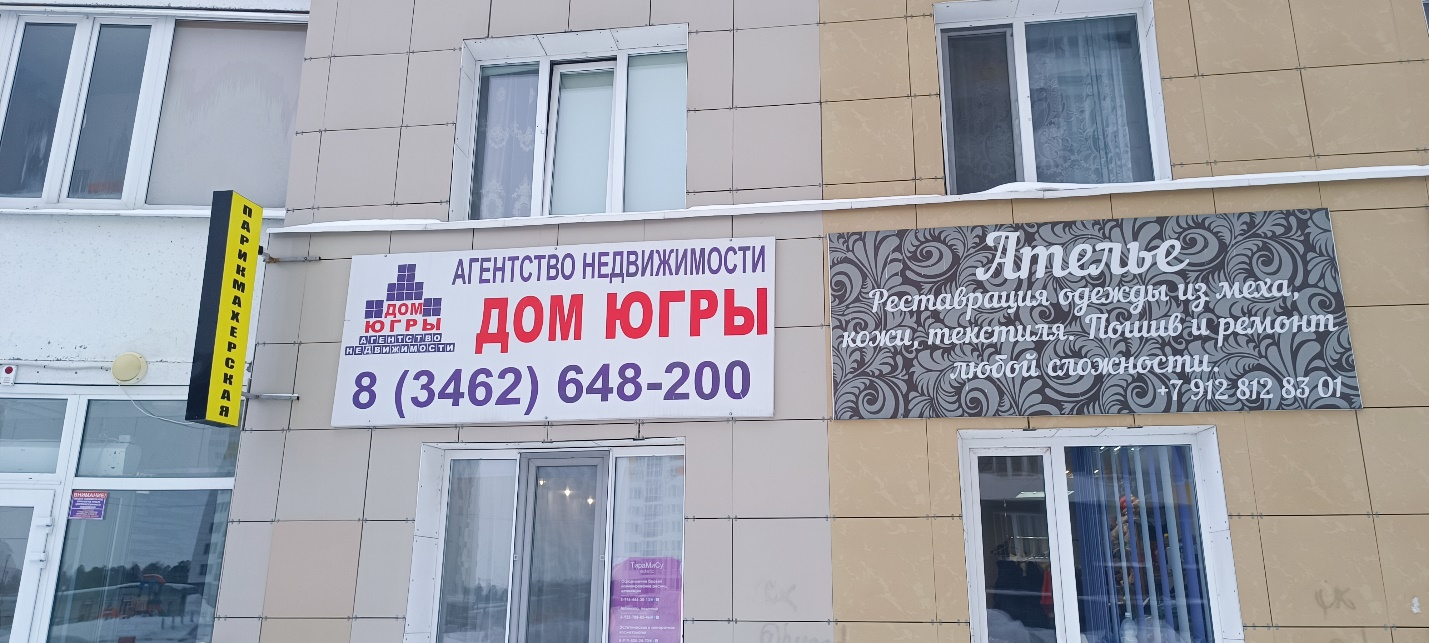 ПАРИКМАХЕРСКАЯ
АГЕНТСТВО НЕДВИЖИМОСТИ
ДОМ ЮГРЫ
8 (3462) 648-200
ДОМ
ЮГРЫ
АГЕНТСТВО
НЕДВИЖИМОСТИ
Ателье
Реставрация одежды из меха,
кожи, текстиля. Пошив и ремонт
любой сложности.
+7 912 812 83 01
ВНИМАНИЕ!
ТираМиСу